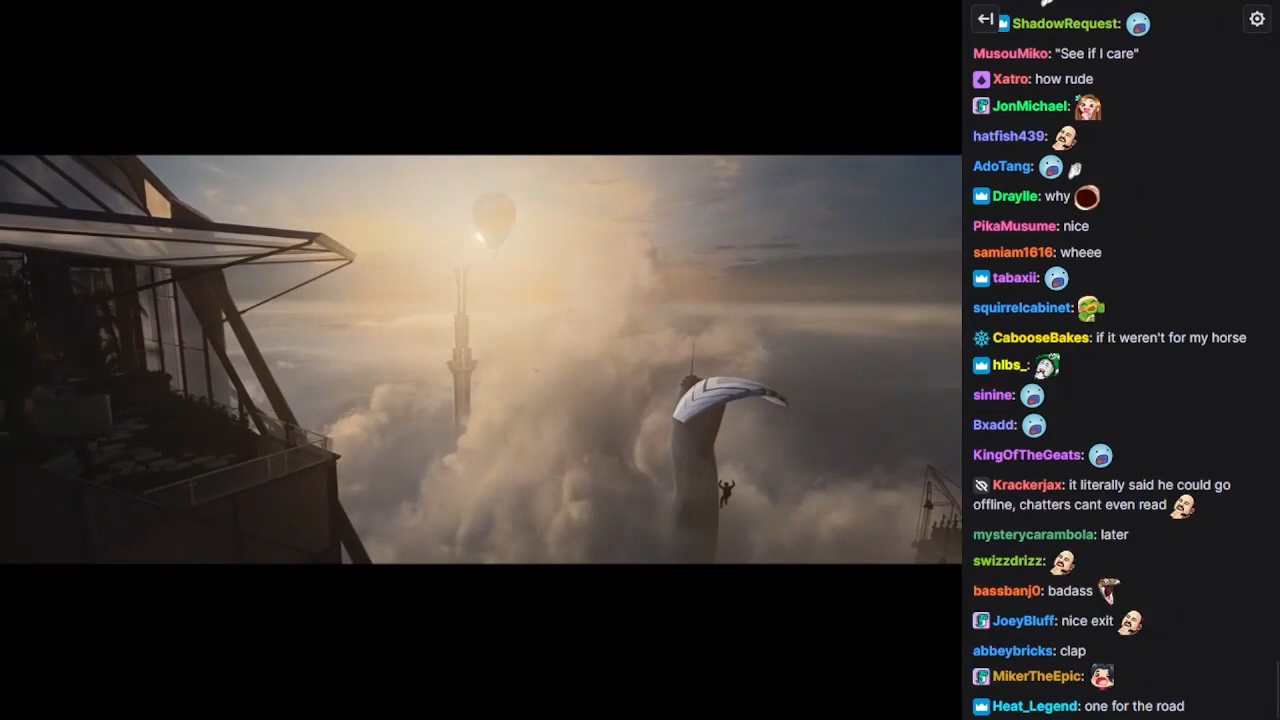 ShadowRequest:
MusouMiko: "See if I care"
Xatro: how rude
JonMichael:
hatfish439:
AdoTang:
Draylle: why
PikaMusume: nice
samiam1616: wheee
tabaxii:
squirrelcabinet:
CabooseBakes: if it weren't for my horse
hlbs_:
sinine:
Bxadd:
KingOfTheGeats:
Krackerjax: it literally said he could go
offline, chatters cant even read
mysterycarambola: later
swizzdrizz:
bassbanj0: badass
JoeyBluff: nice exit
abbeybricks: clap
MikerTheEpic:
Heat_Legend: one for the road